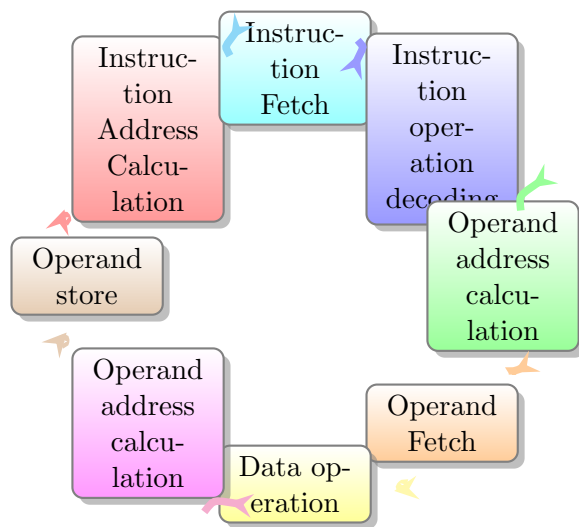 Instruc-
tion
Address
Calcu-
lation
Instruc-
tion
Fetch
Instruc-
tion
oper-
ation
decoding
Operand
address
calcu-
lation
Operand
Fetch
Data op-
eration
Operand
address
calcu-
lation
Operand
store